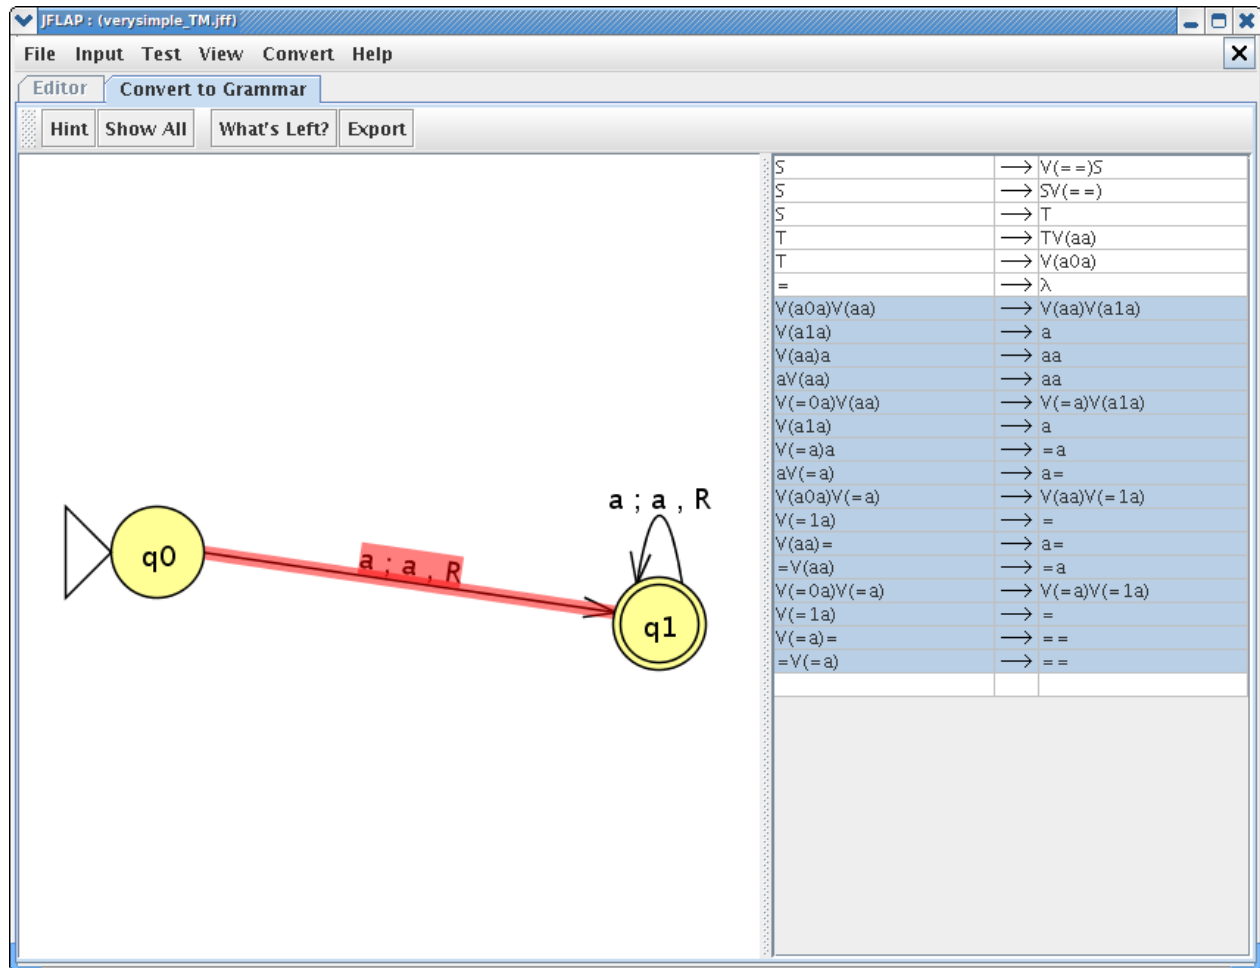 JFLAP : (verysimple_TM.jff)
File Input Test View Convert Help
Editor Convert to Grammar
Hint Show All What's Left? Export
S → V(==)S
S → SV(==)
S → T
T → TV(aa)
T → V(a0a)
= → λ
V(a0a)V(aa) → V(aa)V(a1a)
V(a1a) → a
V(aa)a → aa
aV(aa) → aa
V(=0a)V(aa) → V(=a)V(a1a)
V(a1a) → a
V(=a)a → =a
aV(=a) → a=
V(a0a)V(=a) → V(aa)V(=1a)
V(=1a) → =
V(aa)= → a=
=V(aa) → =a
V(=0a)V(=a) → V(=a)V(=1a)
V(=1a) → =
V(=a)= → ==
=V(=a) → ==
a ; a , R
q0
a ; a , R
q1